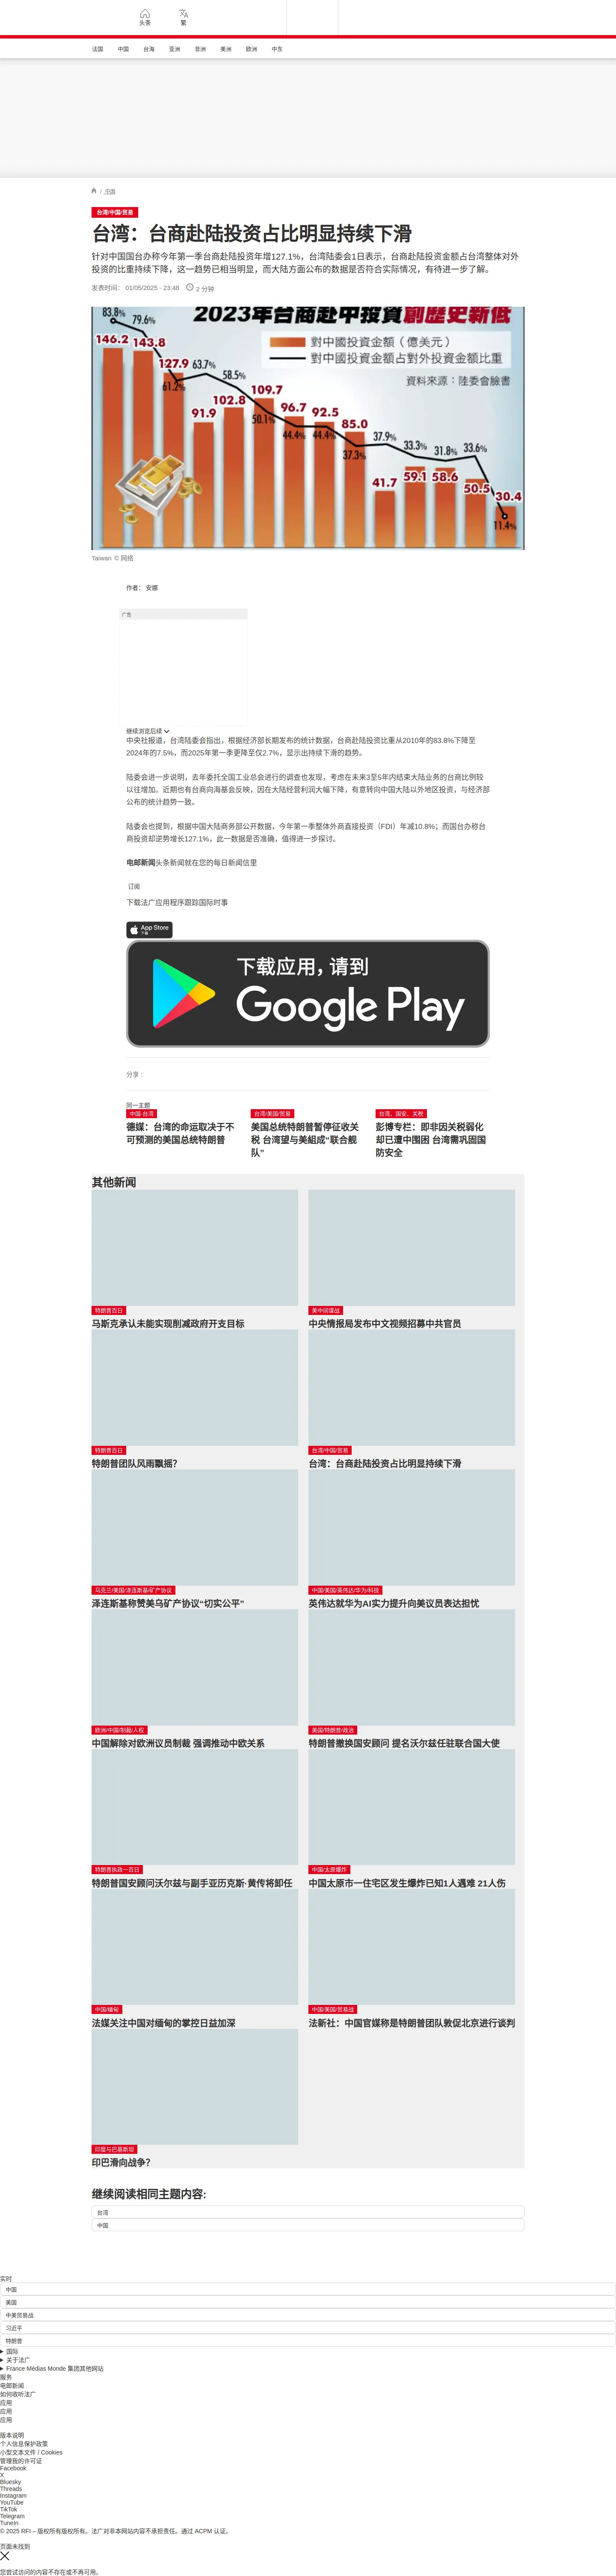 头条
繁
法国 中国 台海 亚洲 非洲 美洲 欧洲 中东
/ 中国
台湾/中国/贸易
台湾：台商赴陆投资占比明显持续下滑
针对中国国台办称今年第一季台商赴陆投资年增127.1%，台湾陆委会1日表示，台商赴陆投资金额占台湾整体对外
投资的比重持续下降，这一趋势已相当明显，而大陆方面公布的数据是否符合实际情况，有待进一步了解。
发表时间： 01/05/2025 - 23:48 2 分钟
2023年台商赴中投資創歷史新低
對中國投資金額（億美元）
對中國投資金額占對外投資金額比重
資料來源：陸委會臉書
83.8% 79.6% 61.2% 63.7% 58.5% 50.1% 44.4% 44.4% 37.3% 37.9% 33.3% 31.8% 33.6% 11.4%
146.2 143.8 127.9 91.9 102.8 109.7 96.7 92.5 85.0 41.7 59.1 58.6 50.5 30.4
Taiwan © 网络
作者： 安娜
广告
继续浏览后续
中央社报道，台湾陆委会指出，根据经济部长期发布的统计数据，台商赴陆投资比重从2010年的83.8%下降至
2024年的7.5%，而2025年第一季更降至仅2.7%，显示出持续下滑的趋势。
陆委会进一步说明，去年委托全国工业总会进行的调查也发现，考虑在未来3至5年内结束大陆业务的台商比例较
以往增加。近期也有台商向海基会反映，因在大陆经营利润大幅下降，有意转向中国大陆以外地区投资，与经济部
公布的统计趋势一致。
陆委会也提到，根据中国大陆商务部公开数据，今年第一季整体外商直接投资（FDI）年减10.8%；而国台办称台
商投资却逆势增长127.1%，此一数据是否准确，值得进一步探讨。
电邮新闻头条新闻就在您的每日新闻信里
订阅
下载法广应用程序跟踪国际时事
App Store
下载
下载应用，请到
Google Play
分享 :
同一主题
中国·台湾
德媒：台湾的命运取决于不
可预测的美国总统特朗普
台湾/美国/贸易
美国总统特朗普暂停征收关
税 台湾望与美組成“联合舰
队”
台湾、国安、关税
彭博专栏：即非因关税弱化
却已遭中围困 台湾需巩固国
防安全
其他新闻
特朗普百日
马斯克承认未能实现削减政府开支目标
美中间谍战
中央情报局发布中文视频招募中共官员
特朗普百日
特朗普团队风雨飘摇？
台湾/中国/贸易
台湾：台商赴陆投资占比明显持续下滑
乌克兰/美国/泽连斯基/矿产协议
泽连斯基称赞美乌矿产协议“切实公平”
中国/美国/英伟达/华为/科技
英伟达就华为AI实力提升向美议员表达担忧
欧洲/中国/制裁/人权
中国解除对欧洲议员制裁 强调推动中欧关系
美国/特朗普/政治
特朗普撤换国安顾问 提名沃尔兹任驻联合国大使
特朗普执政一百日
特朗普国安顾问沃尔兹与副手亚历克斯·黄传将卸任
中国/太原爆炸
中国太原市一住宅区发生爆炸已知1人遇难 21人伤
中国/缅甸
法媒关注中国对缅甸的掌控日益加深
中国/美国/贸易战
法新社：中国官媒称是特朗普团队敦促北京进行谈判
印度与巴基斯坦
印巴滑向战争？
继续阅读相同主题内容:
台湾
中国
实时
中国
美国
中美贸易战
习近平
特朗普
国际
关于法广
France Médias Monde 集团其他网站
服务
电邮新闻
如何收听法广
应用
应用
应用
版本说明
个人信息保护政策
小型文本文件 / Cookies
管理我的许可证
Facebook
X
Bluesky
Threads
Instagram
YouTube
TikTok
Telegram
TuneIn
© 2025 RFI – 版权所有版权所有。法广对非本网站内容不承担责任。通过 ACPM 认证。
页面未找到
您尝试访问的内容不存在或不再可用。